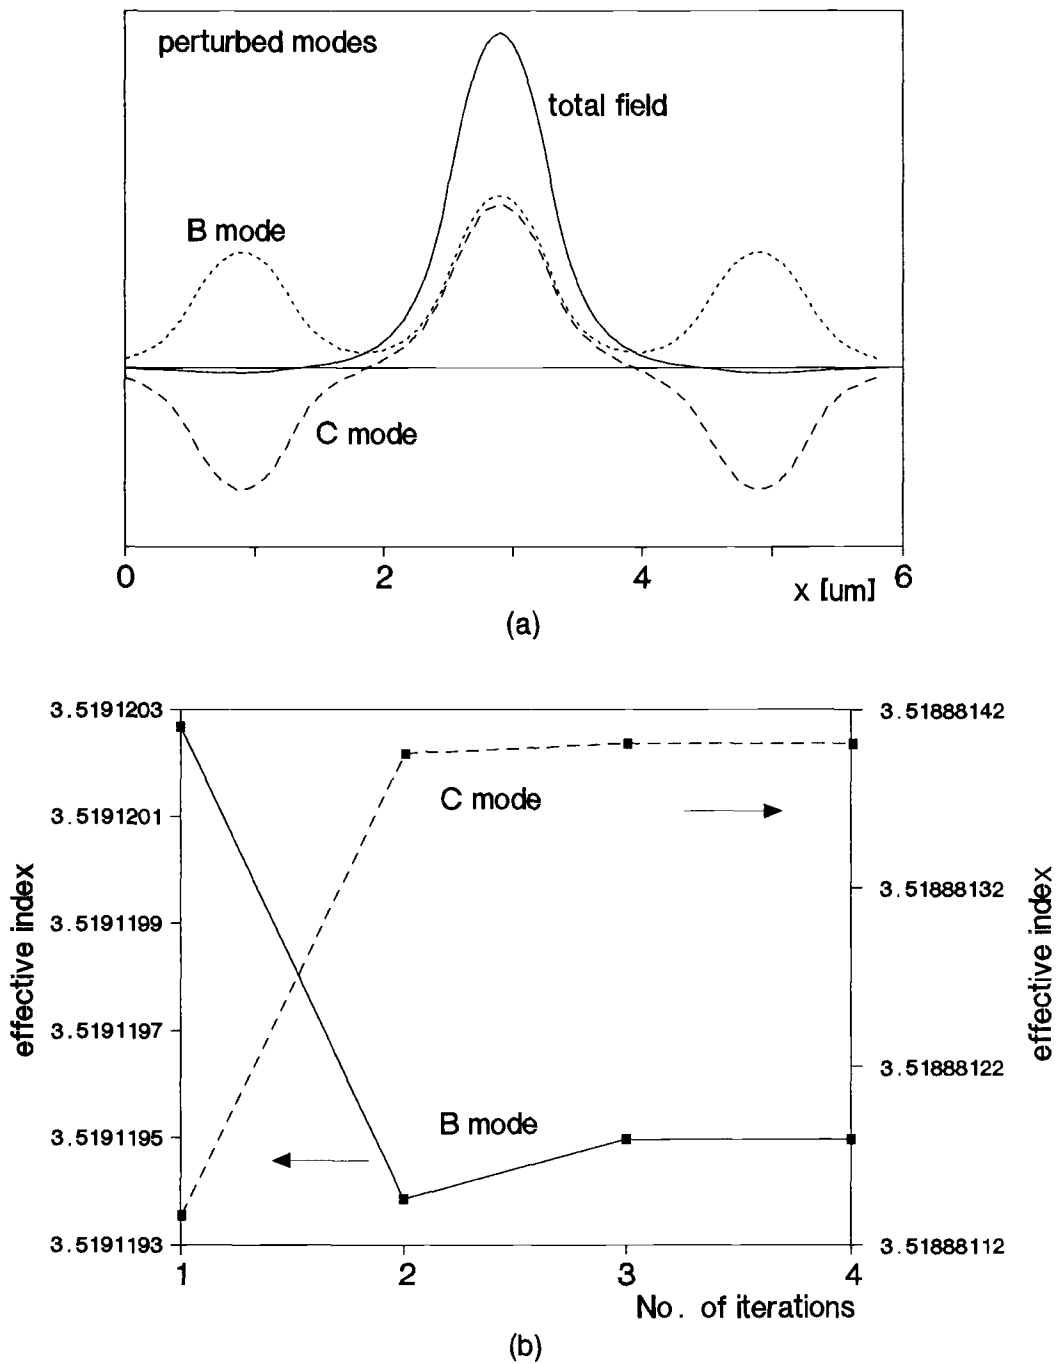 perturbed modes
total field
B mode
C mode
0 2 4 6
x [um]
(a)
3.5191203 3.51888142
C mode
3.5191201
3.51888132
3.5191199
effective index effective index
3.5191197
3.51888122
B mode
3.5191195
3.5191193 3.51888112
1 2 3 4
No. of iterations
(b)